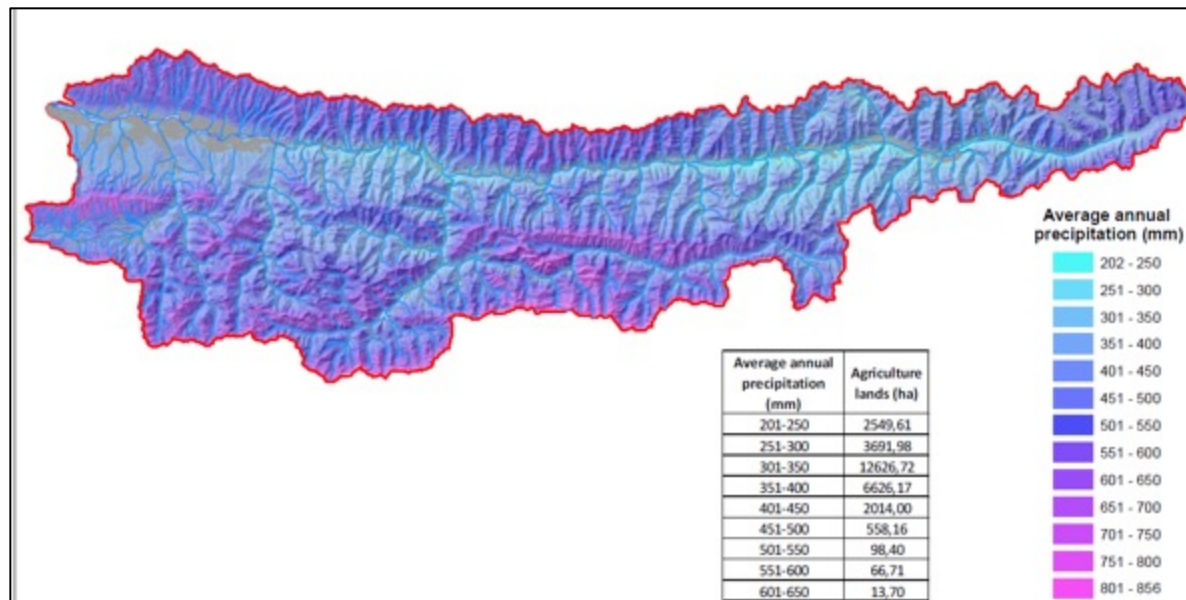 Average annual
precipitation (mm)
202 - 250
251 - 300
301 - 350
351 - 400
401 - 450
451 - 500
501 - 550
551 - 600
601 - 650
651 - 700
701 - 750
751 - 800
801 - 856
Average annual
precipitation
(mm)
Agriculture
lands (ha)
201-250 2549,61
251-300 3691,98
301-350 12626,72
351-400 6626,17
401-450 2014,00
451-500 558,16
501-550 98,40
551-600 66,71
601-650 13,70